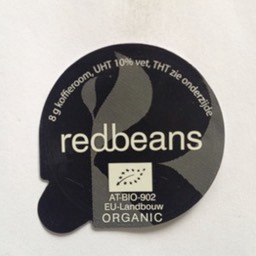 8 g koffieroom, UHT 10% vet, THT zie onderzijde
redbeans
AT-BIO-902
EU-Landbouw
ORGANIC